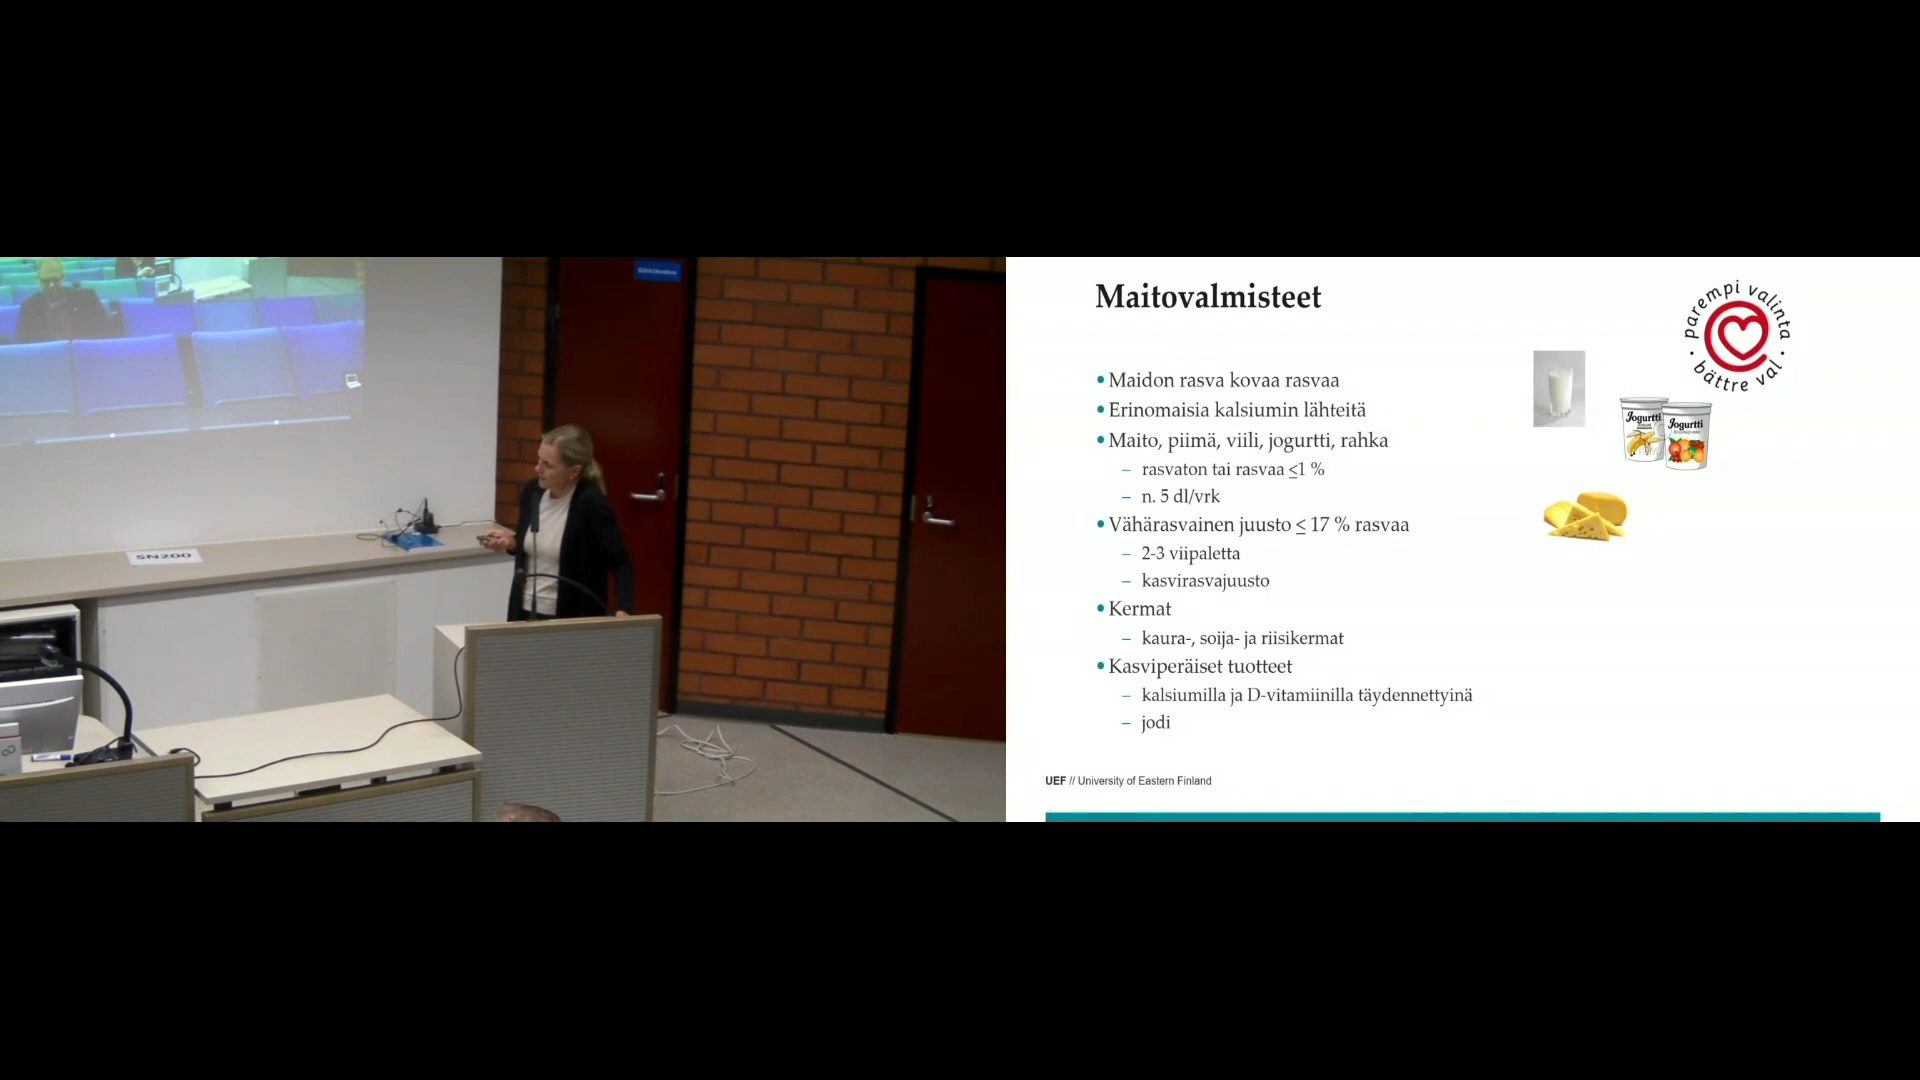 SN200
Maitovalmisteet
parempi valinta
bättre val
Jogurtti
Jogurtti
•Maidon rasva kovaa rasvaa
•Erinomaisia kalsiumin lähteitä
•Maito, piimä, viili, jogurtti, rahka
– rasvaton tai rasvaa ≤1 %
– n. 5 dl/vrk
•Vähärasvainen juusto ≤ 17 % rasvaa
– 2-3 viipaletta
– kasvirasvajuusto
•Kermat
– kaura-, soija- ja riisikermat
•Kasviperäiset tuotteet
– kalsiumilla ja D-vitamiinilla täydennettyinä
– jodi
UEF // University of Eastern Finland